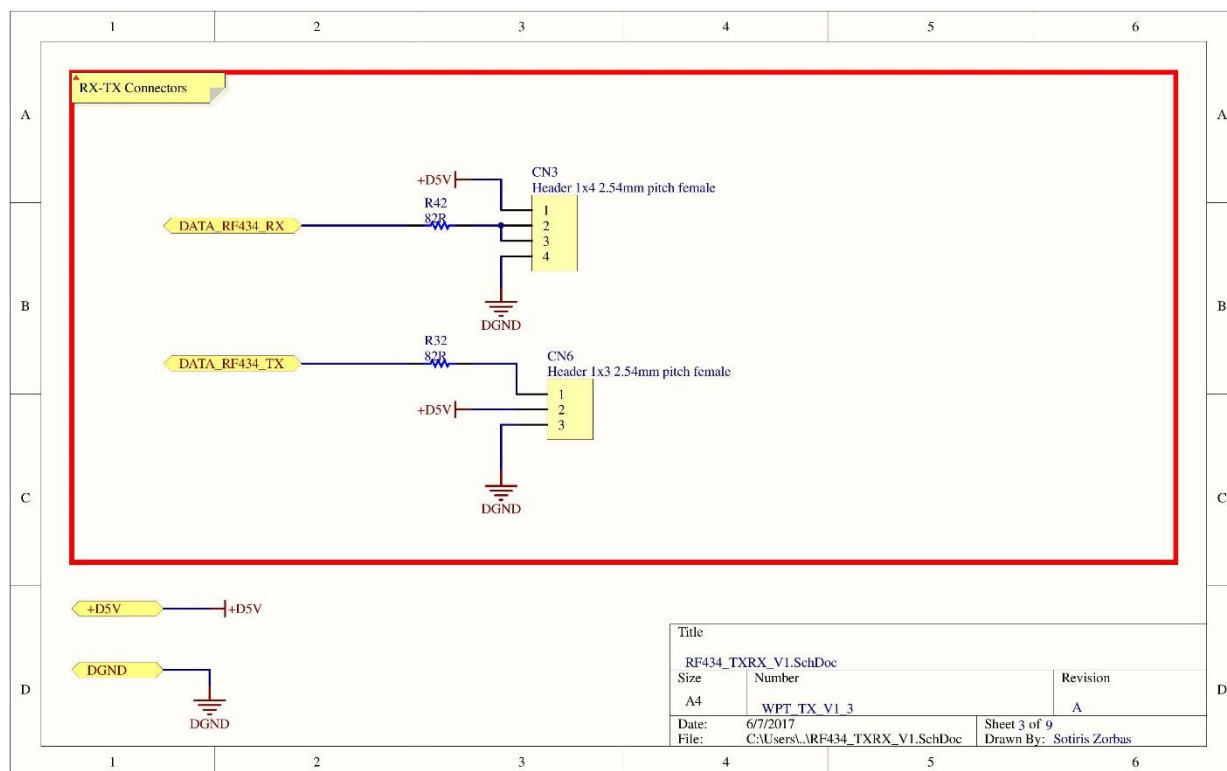 1 2 3 4 5 6
RX-TX Connectors
A A
CN3
Header 1x4 2.54mm pitch female
+D5V
R42
82R
1
DATA_RF434_RX
2
3
4
B B
DGND
R32
82R
CN6
Header 1x3 2.54mm pitch female
DATA_RF434_TX
1
+D5V
2
3
C C
DGND
+D5V +D5V
DGND
DGND
D D
Title
RF434_TXRX_V1.SchDoc
Size Number Revision
A4 WPT_TX_V1_3 A
Date: 6/7/2017 Sheet 3 of 9
File: C:\Users\..\RF434_TXRX_V1.SchDoc Drawn By: Sotiris Zorbas
1 2 3 4 5 6